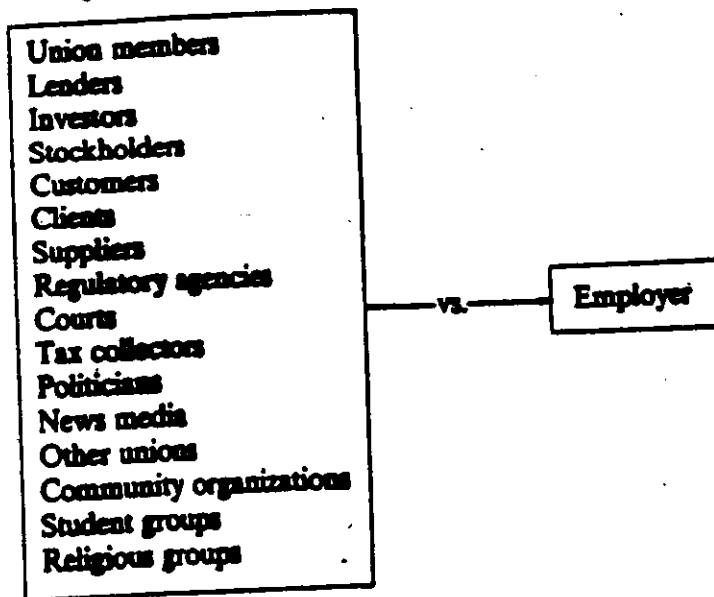 Union members
Lenders
Investors
Stockholders
Customers
Clients
Suppliers
Regulatory agencies
Courts
Tax collectors
Politicians
News media
Other unions
Community organizations
Student groups
Religious groups
vs.
Employer